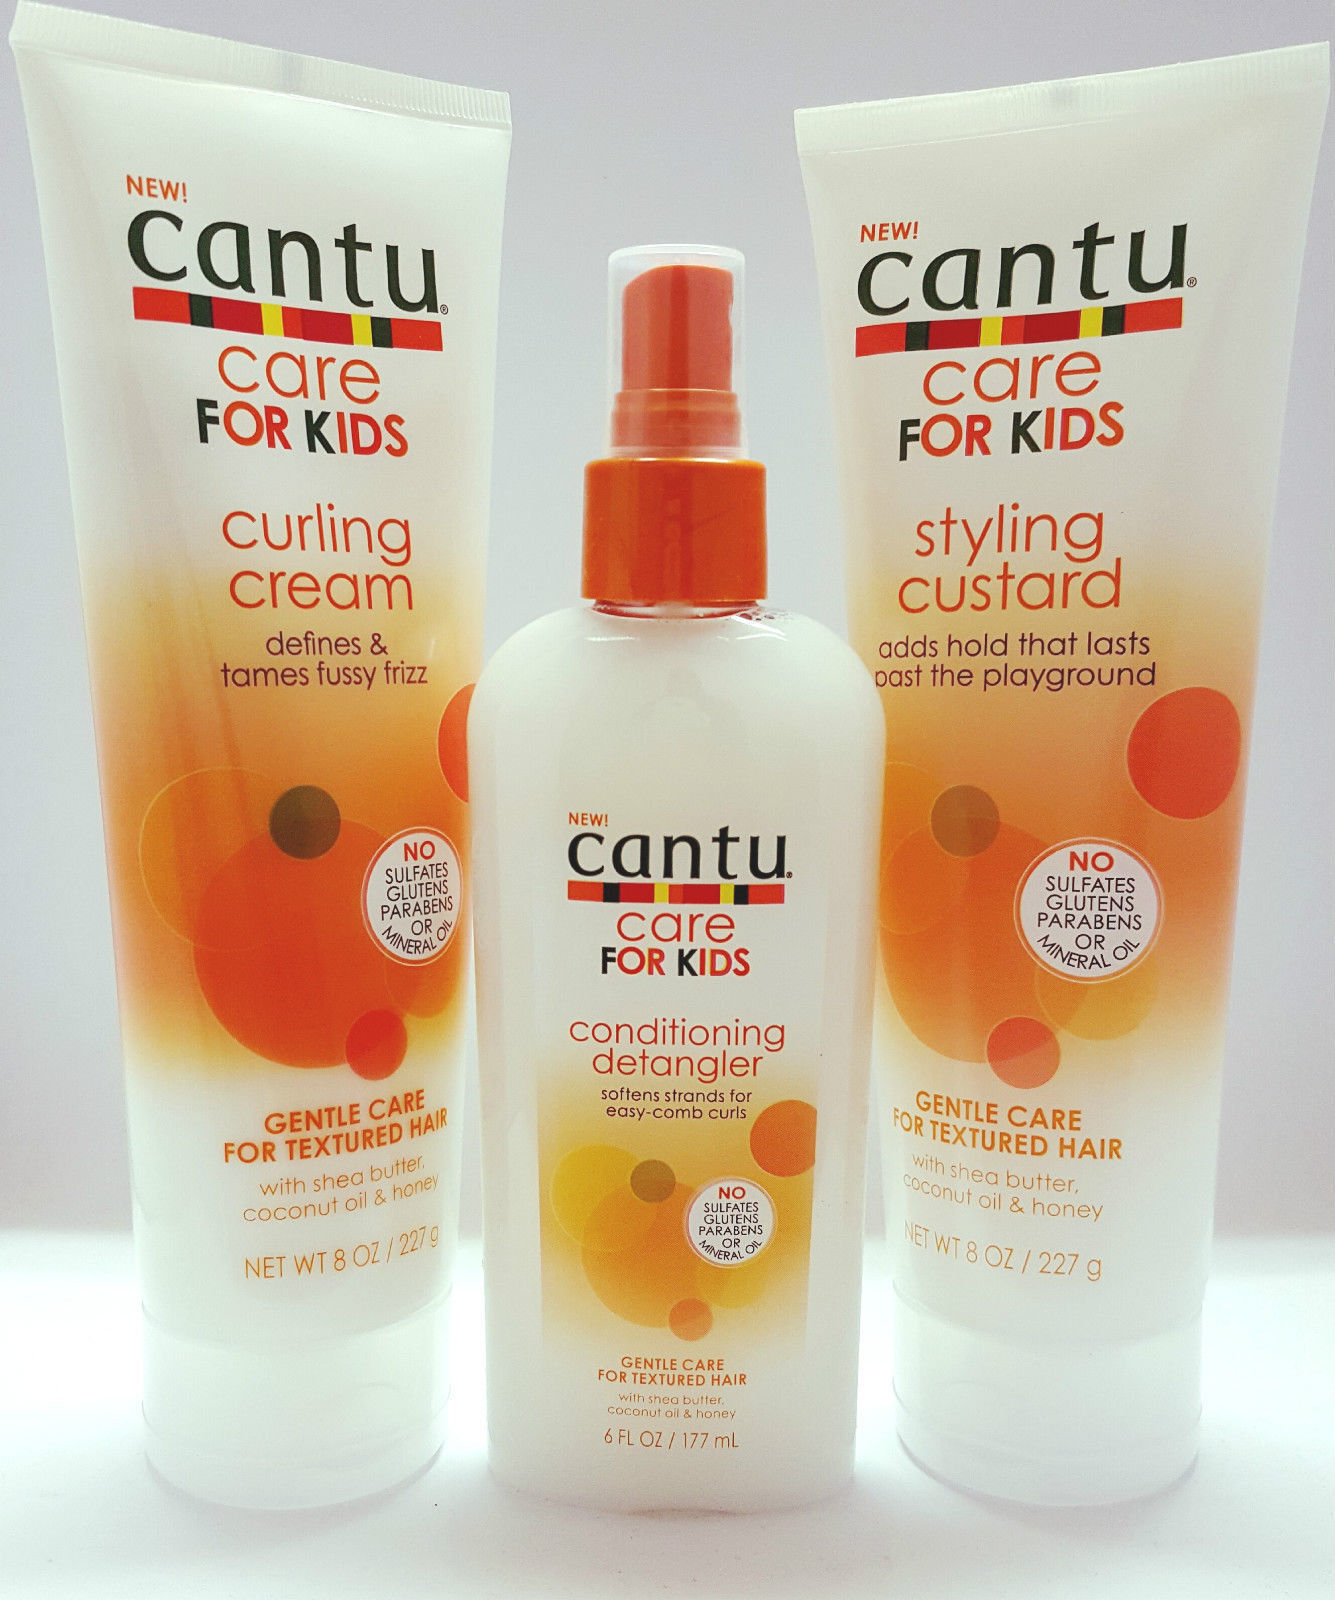 NEW!
cantu®
care
FOR KIDS
curling
cream
defines &
tames fussy frizz
NO
SULFATES
GLUTENS
PARABENS
OR
MINERAL OIL
GENTLE CARE
FOR TEXTURED HAIR
with shea butter,
coconut oil & honey
NET WT 8 OZ / 227 g
NEW!
cantu®
care
FOR KIDS
conditioning
detangler
softens strands for
easy-comb curls
NO
SULFATES
GLUTENS
PARABENS
OR
MINERAL OIL
GENTLE CARE
FOR TEXTURED HAIR
with shea butter,
coconut oil & honey
6 FL OZ / 177 mL
NEW!
cantu®
care
FOR KIDS
styling
custard
adds hold that lasts
past the playground
NO
SULFATES
GLUTENS
PARABENS
OR
MINERAL OIL
GENTLE CARE
FOR TEXTURED HAIR
with shea butter,
coconut oil & honey
NET WT 8 OZ / 227 g